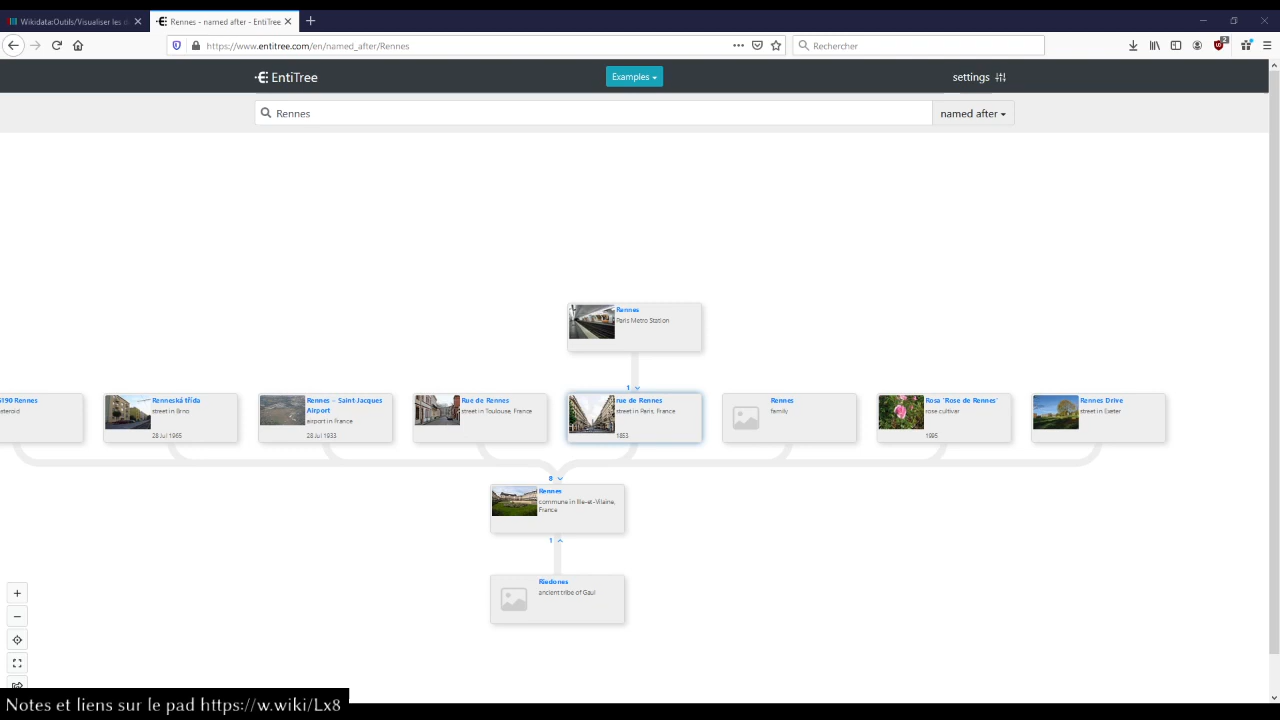 Wikidata:Outils/Visualiser les d
Rennes - named after - EntiTree
https://www.entitree.com/en/named_after/Rennes
Rechercher
2
EntiTree
Examples
settings
Rennes
named after
Rennes
Paris Metro Station
1
6190 Rennes
asteroid
Renneská třída
street in Brno
28 Jul 1965
Rennes – Saint-Jacques
Airport
airport in France
28 Jul 1933
Rue de Rennes
street in Toulouse, France
rue de Rennes
street in Paris, France
1853
Rennes
family
Rosa 'Rose de Rennes'
rose cultivar
1995
Rennes Drive
street in Exeter
8
Rennes
commune in Ille-et-Vilaine,
France
1
Riedones
ancient tribe of Gaul
Notes et liens sur le pad https://w.wiki/Lx8